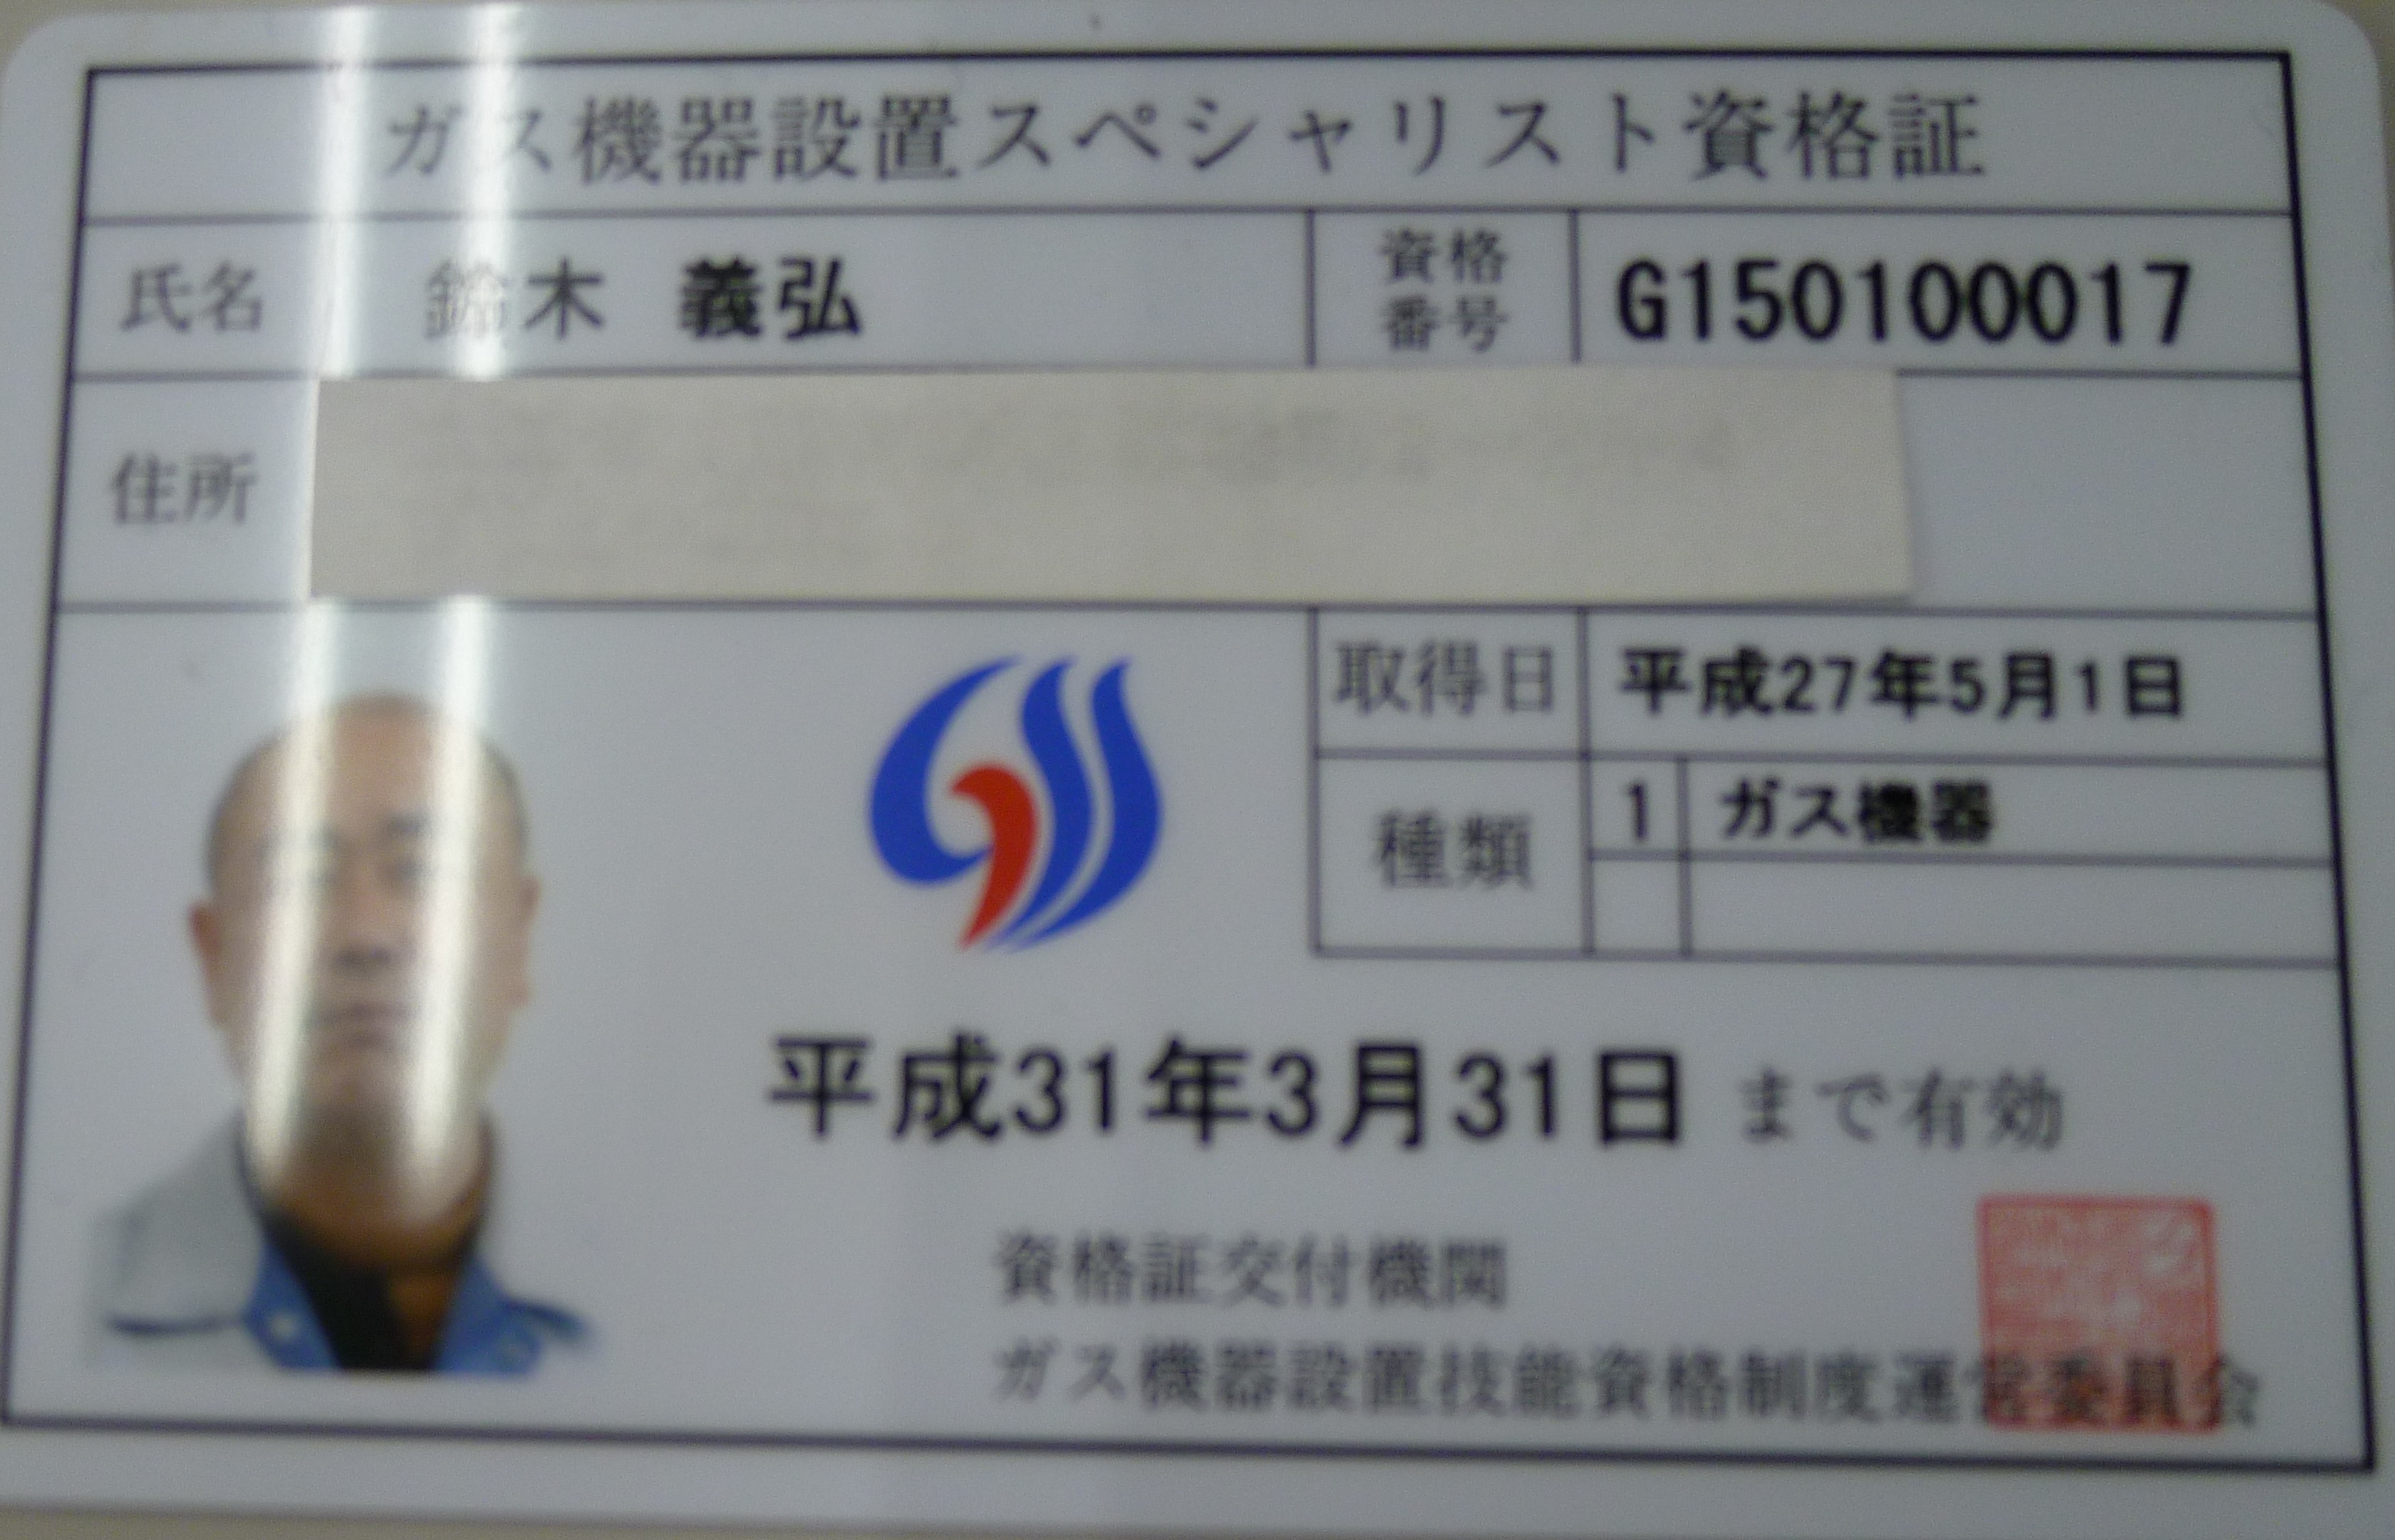 ガス機器設置スペシャリスト資格証
氏名 鈴木 義弘 資格番号 G150100017
住所
取得日 平成27年5月1日
種類 1 ガス機器
平成31年3月31日 まで有効
資格証交付機関
ガス機器設置技能資格制度運営委員会